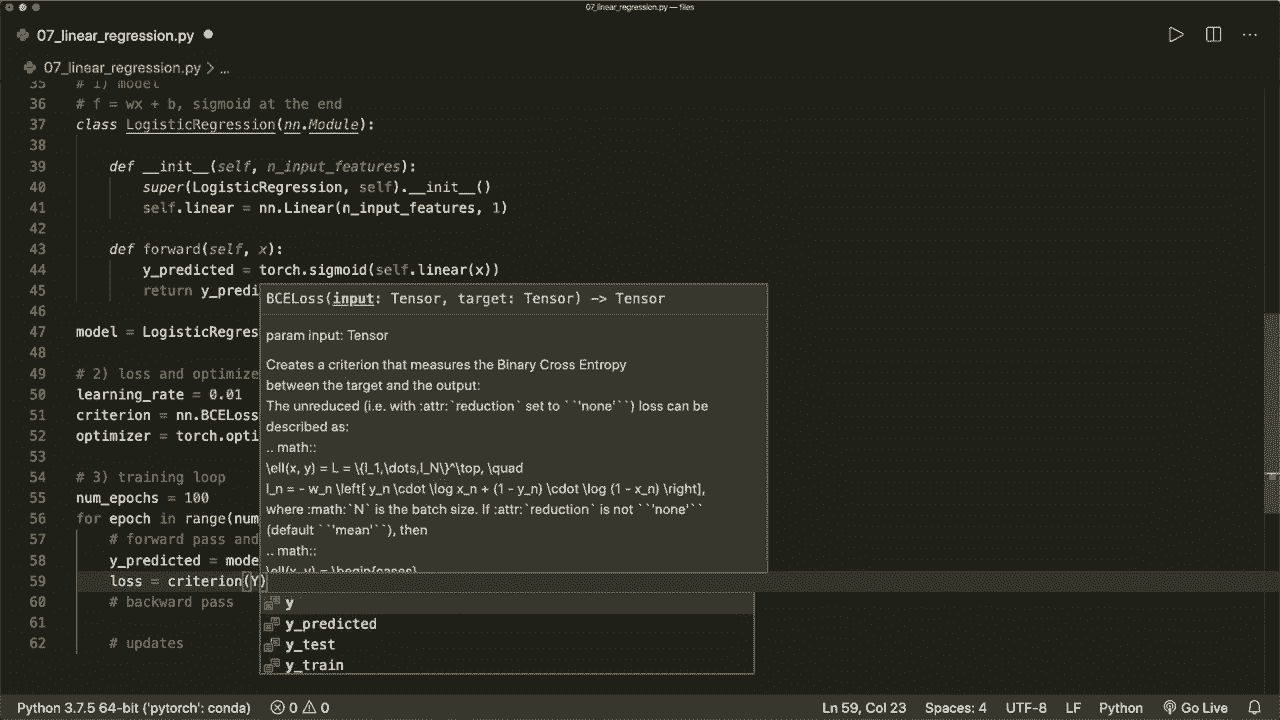 07_linear_regression.py — files
07_linear_regression.py
07_linear_regression.py > ...
35 # 1) model
36 # f = wx + b, sigmoid at the end
37 class LogisticRegression(nn.Module):
38
39 def __init__(self, n_input_features):
40 super(LogisticRegression, self).__init__()
41 self.linear = nn.Linear(n_input_features, 1)
42
43 def forward(self, x):
44 y_predicted = torch.sigmoid(self.linear(x))
45 return y_predi
46
47 model = LogisticRegres
48
49 # 2) loss and optimize
50 learning_rate = 0.01
51 criterion = nn.BCELoss
52 optimizer = torch.opti
53
54 # 3) training loop
55 num_epochs = 100
56 for epoch in range(num
57 # forward pass and
58 y_predicted = mode
59 loss = criterion(Y)
60 # backward pass
61
62 # updates
BCELoss(input: Tensor, target: Tensor) -> Tensor
param input: Tensor
Creates a criterion that measures the Binary Cross Entropy
between the target and the output:
The unreduced (i.e. with :attr:`reduction` set to ``'none'``) loss can be
described as:
.. math::
\ell(x, y) = L = \{l_1,\dots,l_N\}^\top, \quad
l_n = - w_n \left[ y_n \cdot \log x_n + (1 - y_n) \cdot \log (1 - x_n) \right],
where :math:`N` is the batch size. If :attr:`reduction` is not ``'none'``
(default ``'mean'``), then
.. math::
\ell(x, y) = \begin{cases}
y
y_predicted
y_test
y_train
Python 3.7.5 64-bit ('pytorch': conda) 0 0 Ln 59, Col 23 Spaces: 4 UTF-8 LF Python Go Live